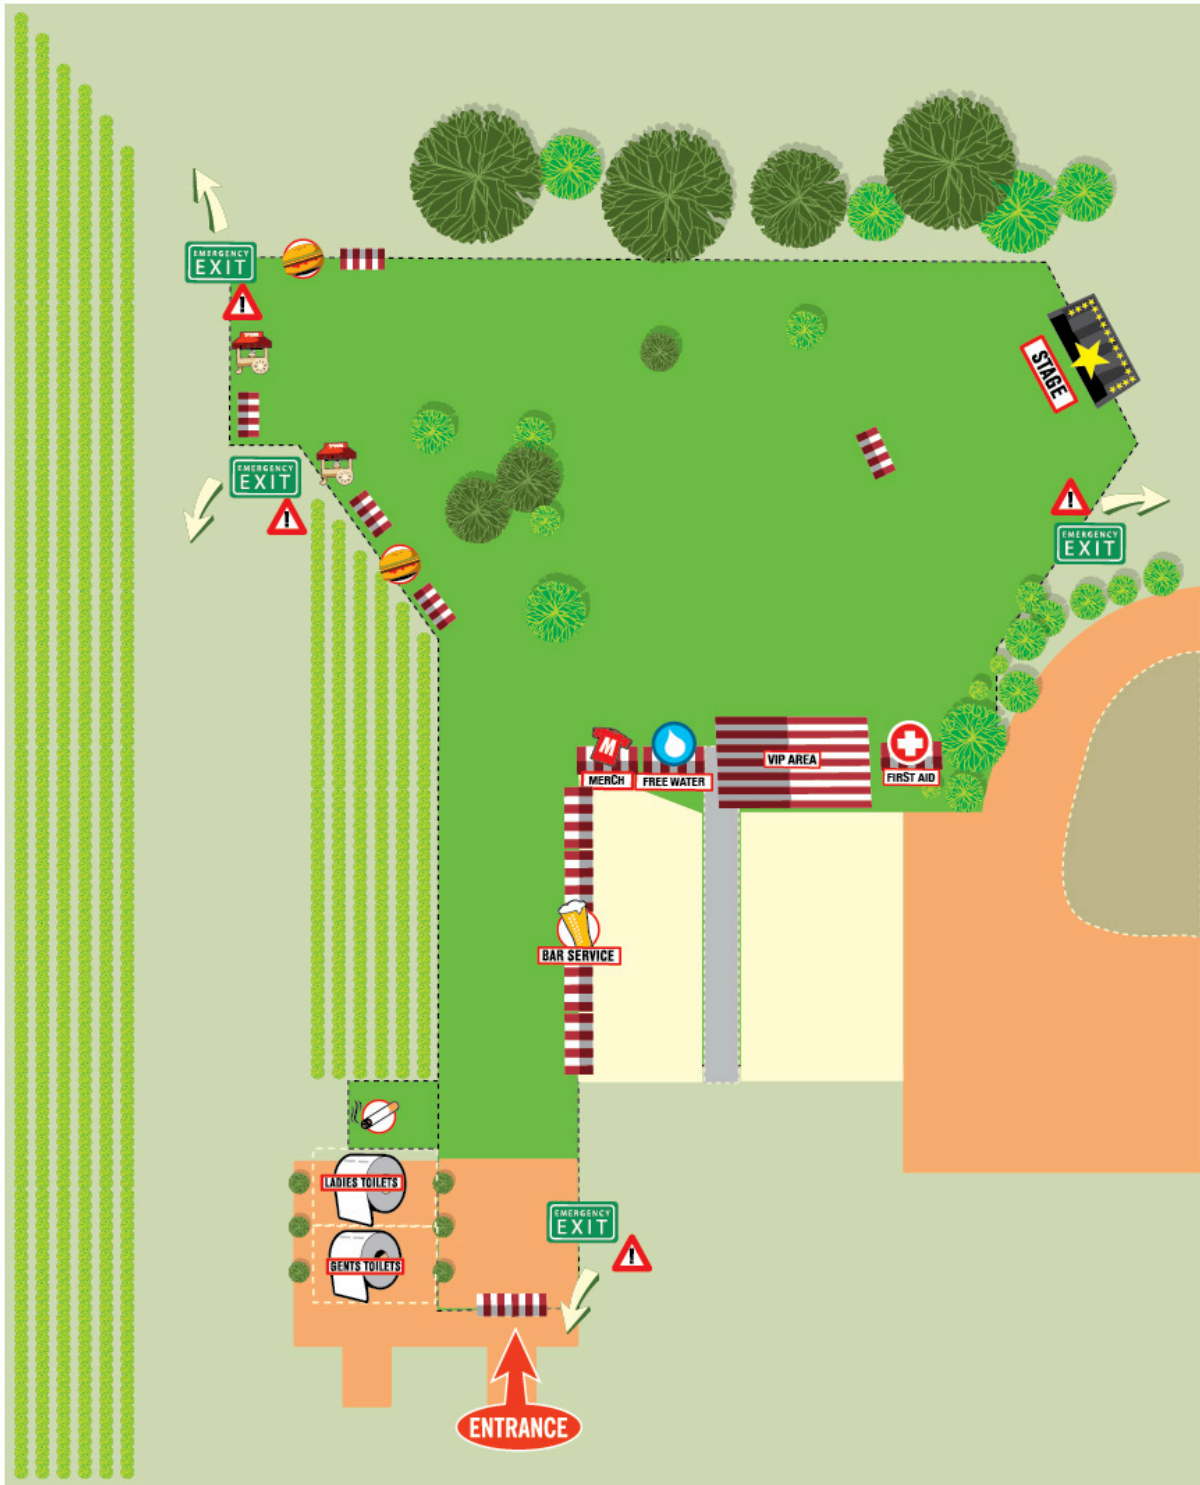 EMERGENCY
EXIT
!
STAGE
EMERGENCY
EXIT
!
!
EMERGENCY
EXIT
M
MERCH
FREE WATER
VIP AREA
FIRST AID
BAR SERVICE
LADIES TOILETS
EMERGENCY
EXIT
!
GENTS TOILETS
ENTRANCE